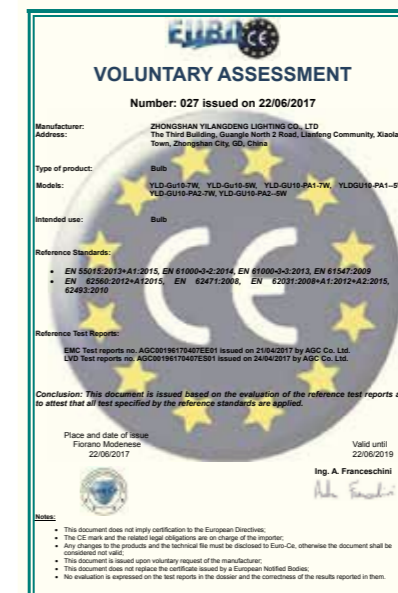 EURO CE
VOLUNTARY ASSESSMENT
Number: 027 issued on 22/06/2017
Manufacturer: ZHONGSHAN YILANGDENG LIGHTING CO., LTD
Address: The Third Building, Guangle North 2 Road, Lianfeng Community, Xiaola
Town, Zhongshan City, GD, China
Type of product: Bulb
Models: YLD-Gu10-7W, YLD-Gu10-5W, YLD-GU10-PA1-7W, YLDGU10-PA1--5
YLD-GU10-PA2-7W, YLD-GU10-PA2--5W
Intended use: Bulb
Reference Standards:
• EN 55015:2013+A1:2015, EN 61000-3-2:2014, EN 61000-3-3:2013, EN 61547:2009
• EN 62560:2012+A12015, EN 62471:2008, EN 62031:2008+A1:2012+A2:2015,
62493:2010
Reference Test Reports:
EMC Test reports no. AGC00196170407EE01 issued on 21/04/2017 by AGC Co. Ltd.
LVD Test reports no. AGC00196170407ES01 issued on 24/04/2017 by AGC Co. Ltd.
Conclusion: This document is issued based on the evaluation of the reference test reports a
to attest that all test specified by the reference standards are applied.
Place and date of issue
Fiorano Modenese
22/06/2017
Valid until
22/06/2019
Ing. A. Franceschini
Notes:
• This document does not imply certification to the European Directives;
• The CE mark and the related legal obligations are on charge of the importer;
• Any changes to the products and the technical file must be disclosed to Euro-Ce, otherwise the document shall be
considered not valid;
• This document is issued upon voluntary request of the manufacturer;
• This document does not replace the certificate issued by a European Notified Bodies;
• No evaluation is expressed on the test reports in the dossier and the correctness of the results reported in them.